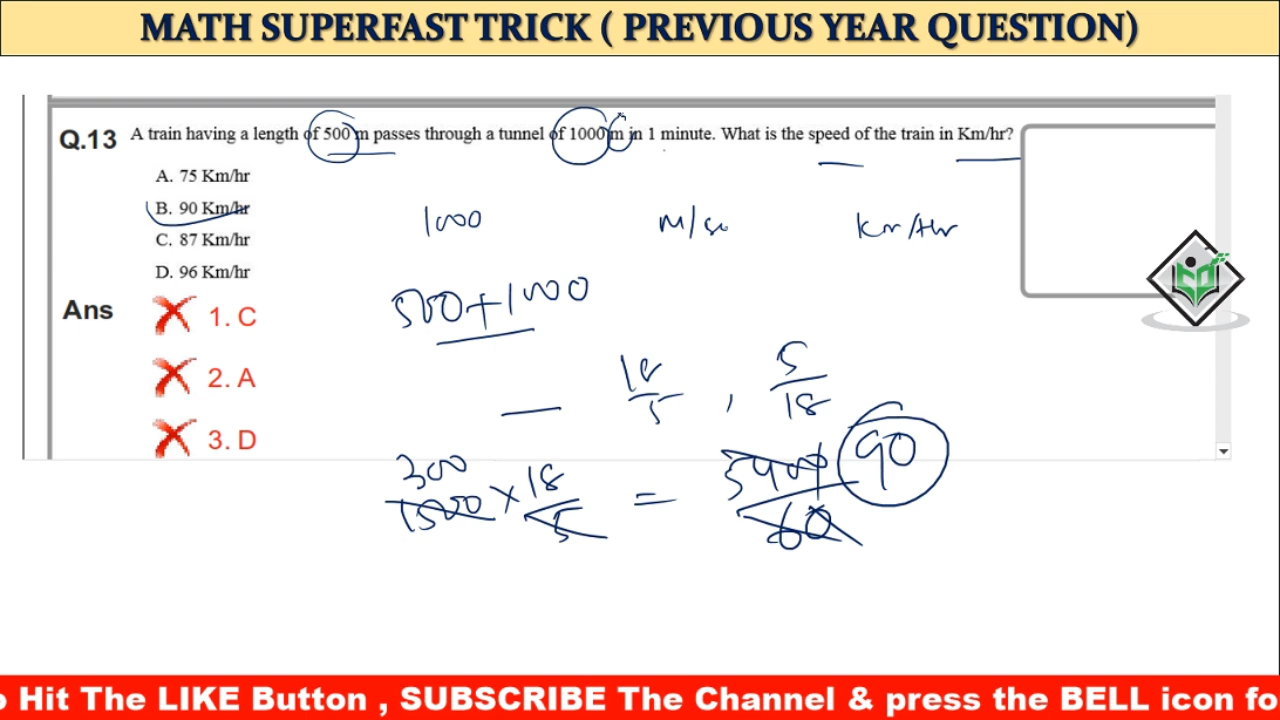 MATH SUPERFAST TRICK ( PREVIOUS YEAR QUESTION)
Q.13 A train having a length of 500 m passes through a tunnel of 1000 m in 1 minute. What is the speed of the train in Km/hr?
A. 75 Km/hr
B. 90 Km/hr
C. 87 Km/hr
D. 96 Km/hr
1000 m/se Km/Hr
500+1000
Ans
1. C
2. A
3. D
18/5 , 5/18
300
1500 × 18/5 = 5400/60 90
o Hit The LIKE Button , SUBSCRIBE The Channel & press the BELL icon fo